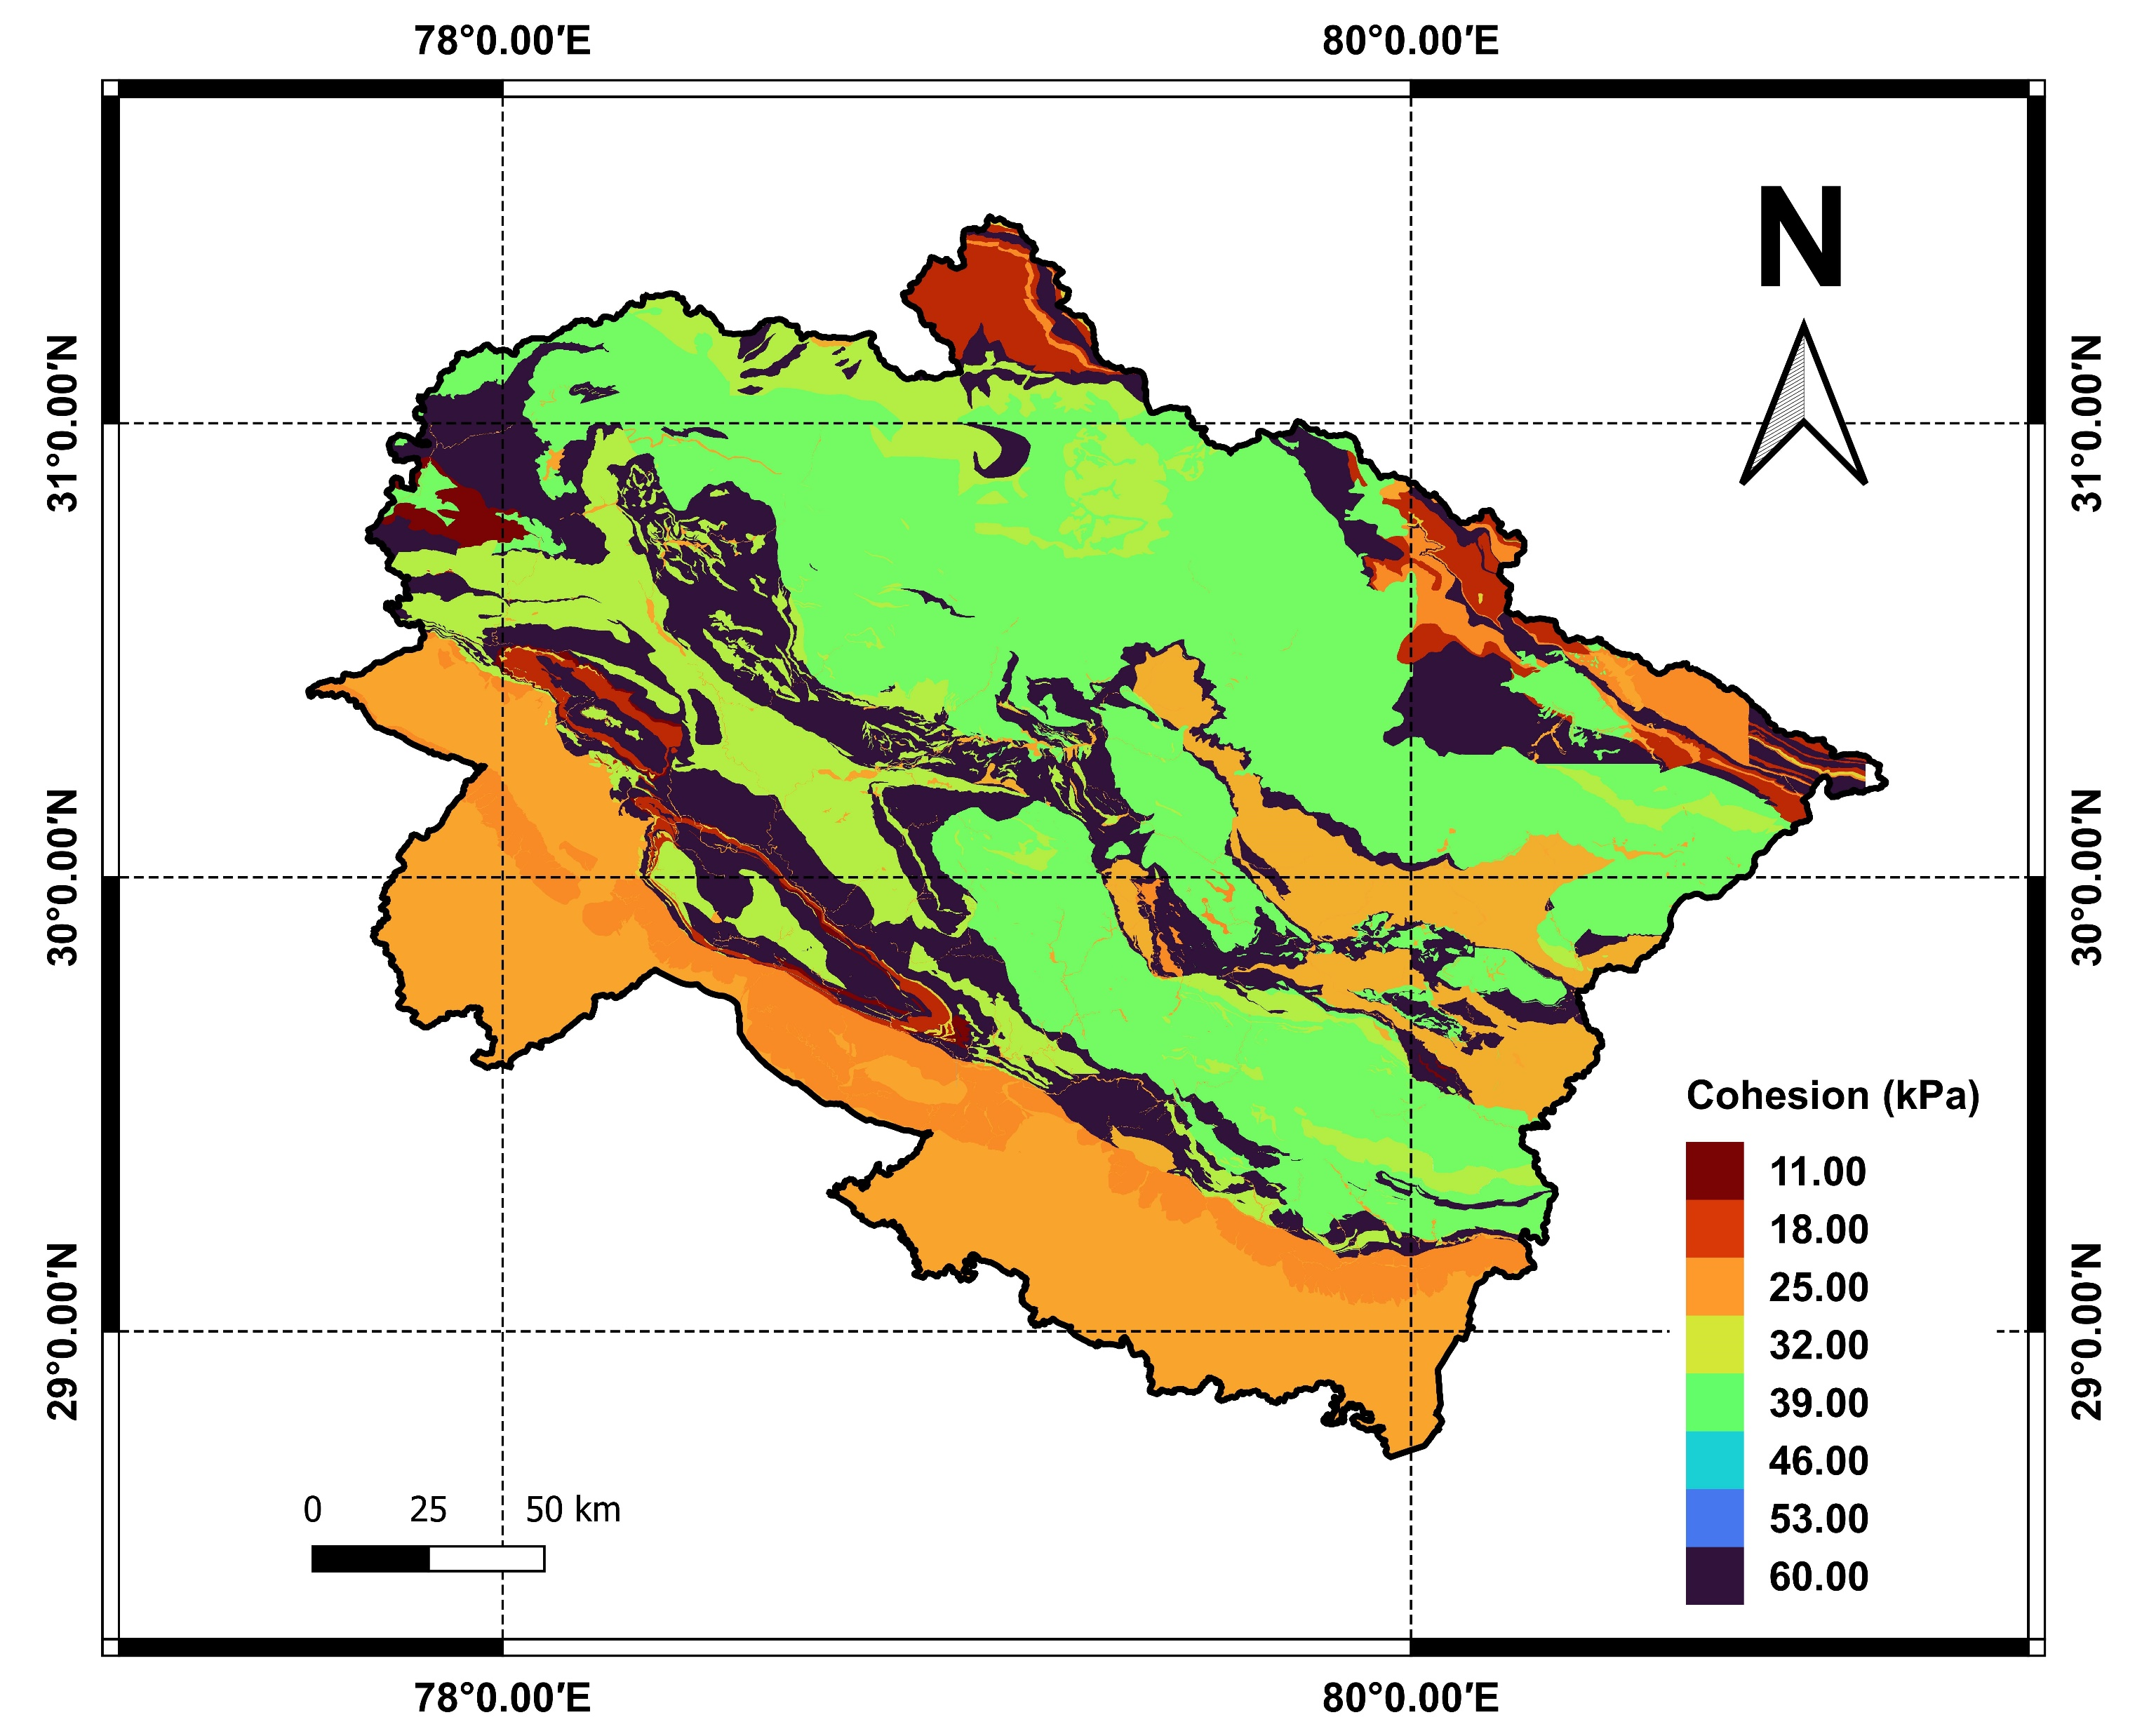 78°0.00′E 80°0.00′E
N
31°0.00′N 31°0.00′N
30°0.00′N 30°0.00′N
29°0.00′N 29°0.00′N
Cohesion (kPa)
11.00
18.00
25.00
32.00
39.00
46.00
53.00
60.00
0 25 50 km
78°0.00′E 80°0.00′E